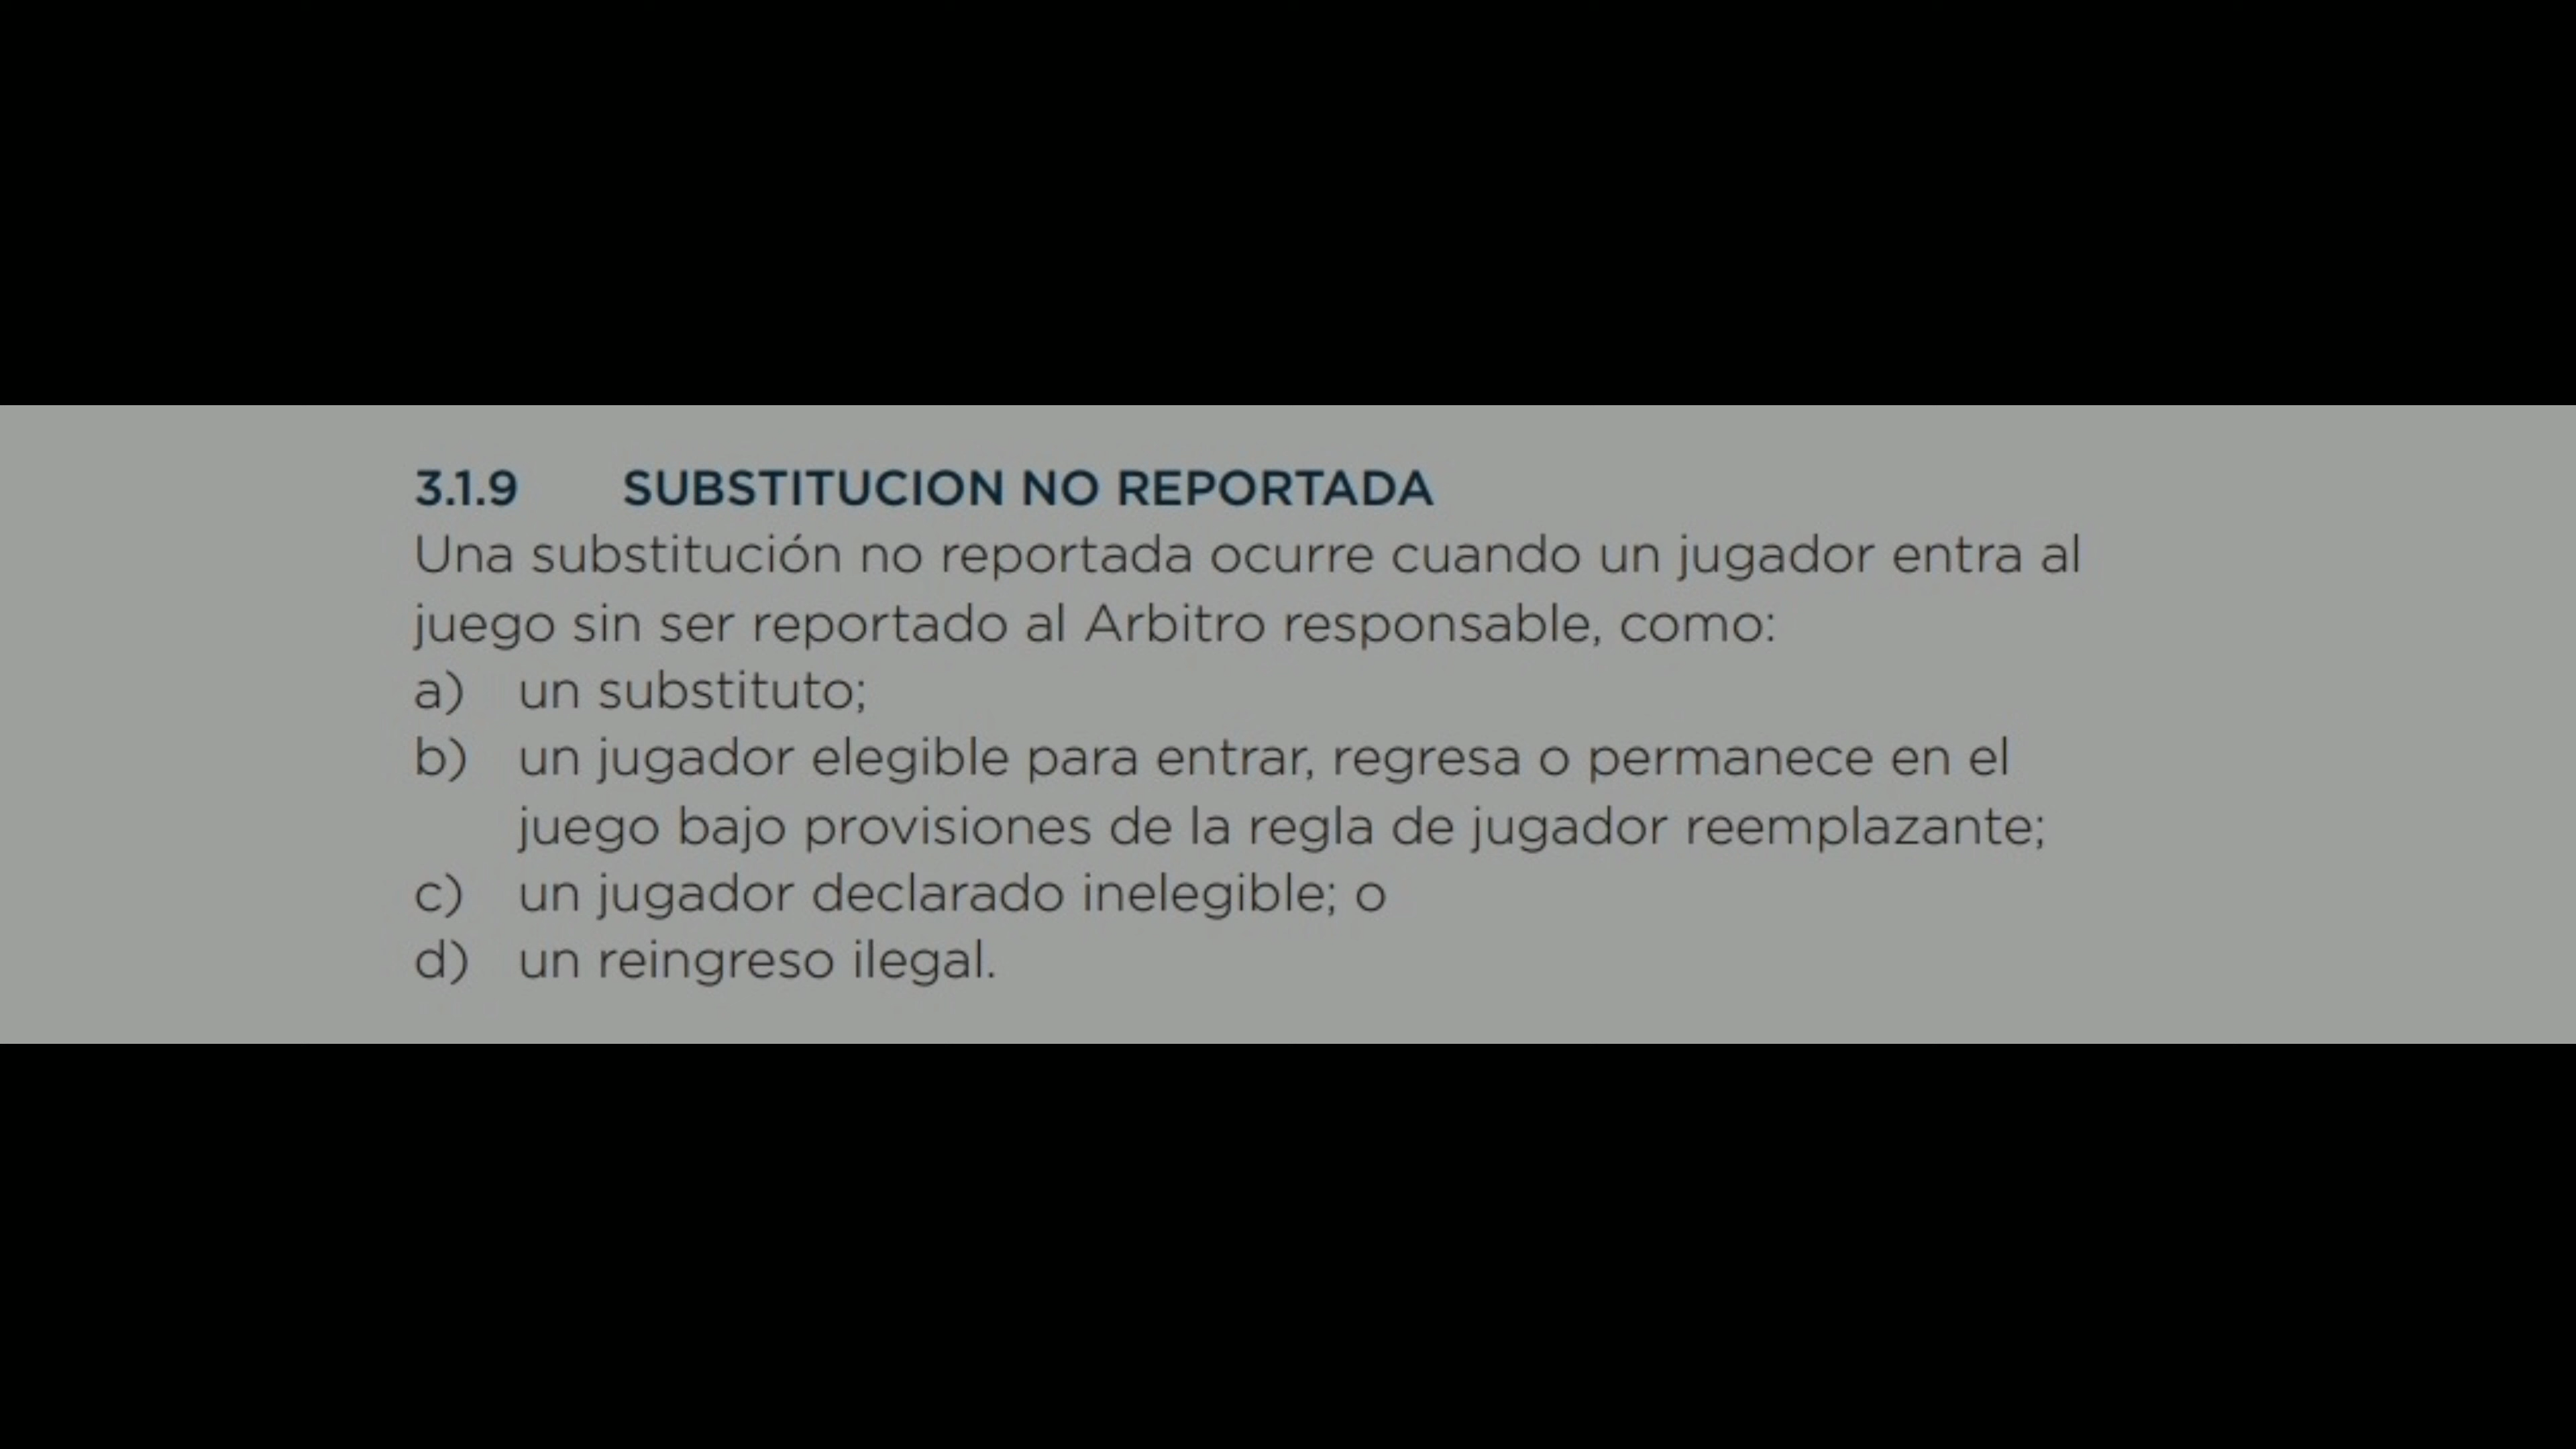 3.1.9 SUBSTITUCION NO REPORTADA
Una substitución no reportada ocurre cuando un jugador entra al
juego sin ser reportado al Arbitro responsable, como:
a) un substituto;
b) un jugador elegible para entrar, regresa o permanece en el
juego bajo provisiones de la regla de jugador reemplazante;
c) un jugador declarado inelegible; o
d) un reingreso ilegal.